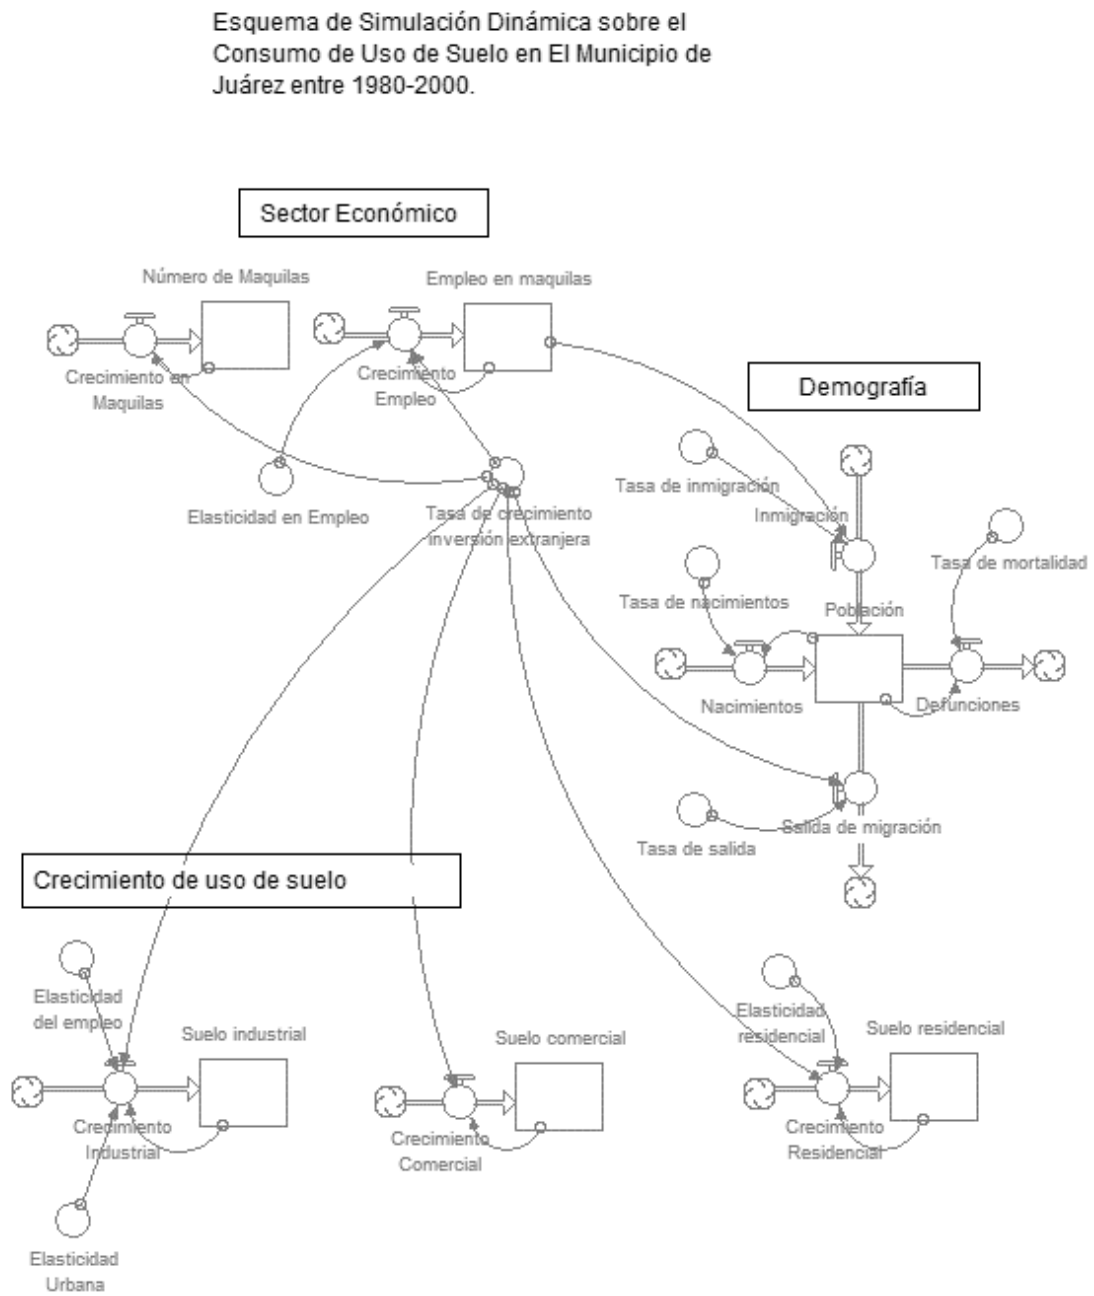 Esquema de Simulación Dinámica sobre el
Consumo de Uso de Suelo en El Municipio de
Juárez entre 1980-2000.
Sector Económico
Número de Maquilas
Empleo en maquilas
Crecimiento en
Maquilas
Crecimiento
Empleo
Demografía
Elasticidad en Empleo
Tasa de crecimiento
inversión extranjera
Tasa de inmigración
Inmigración
Tasa de mortalidad
Tasa de nacimientos
Población
Nacimientos
Defunciones
Salida de migración
Tasa de salida
Crecimiento de uso de suelo
Elasticidad
del empleo
Suelo industrial
Crecimiento
Industrial
Elasticidad
Urbana
Suelo comercial
Crecimiento
Comercial
Elasticidad
residencial
Suelo residencial
Crecimiento
Residencial